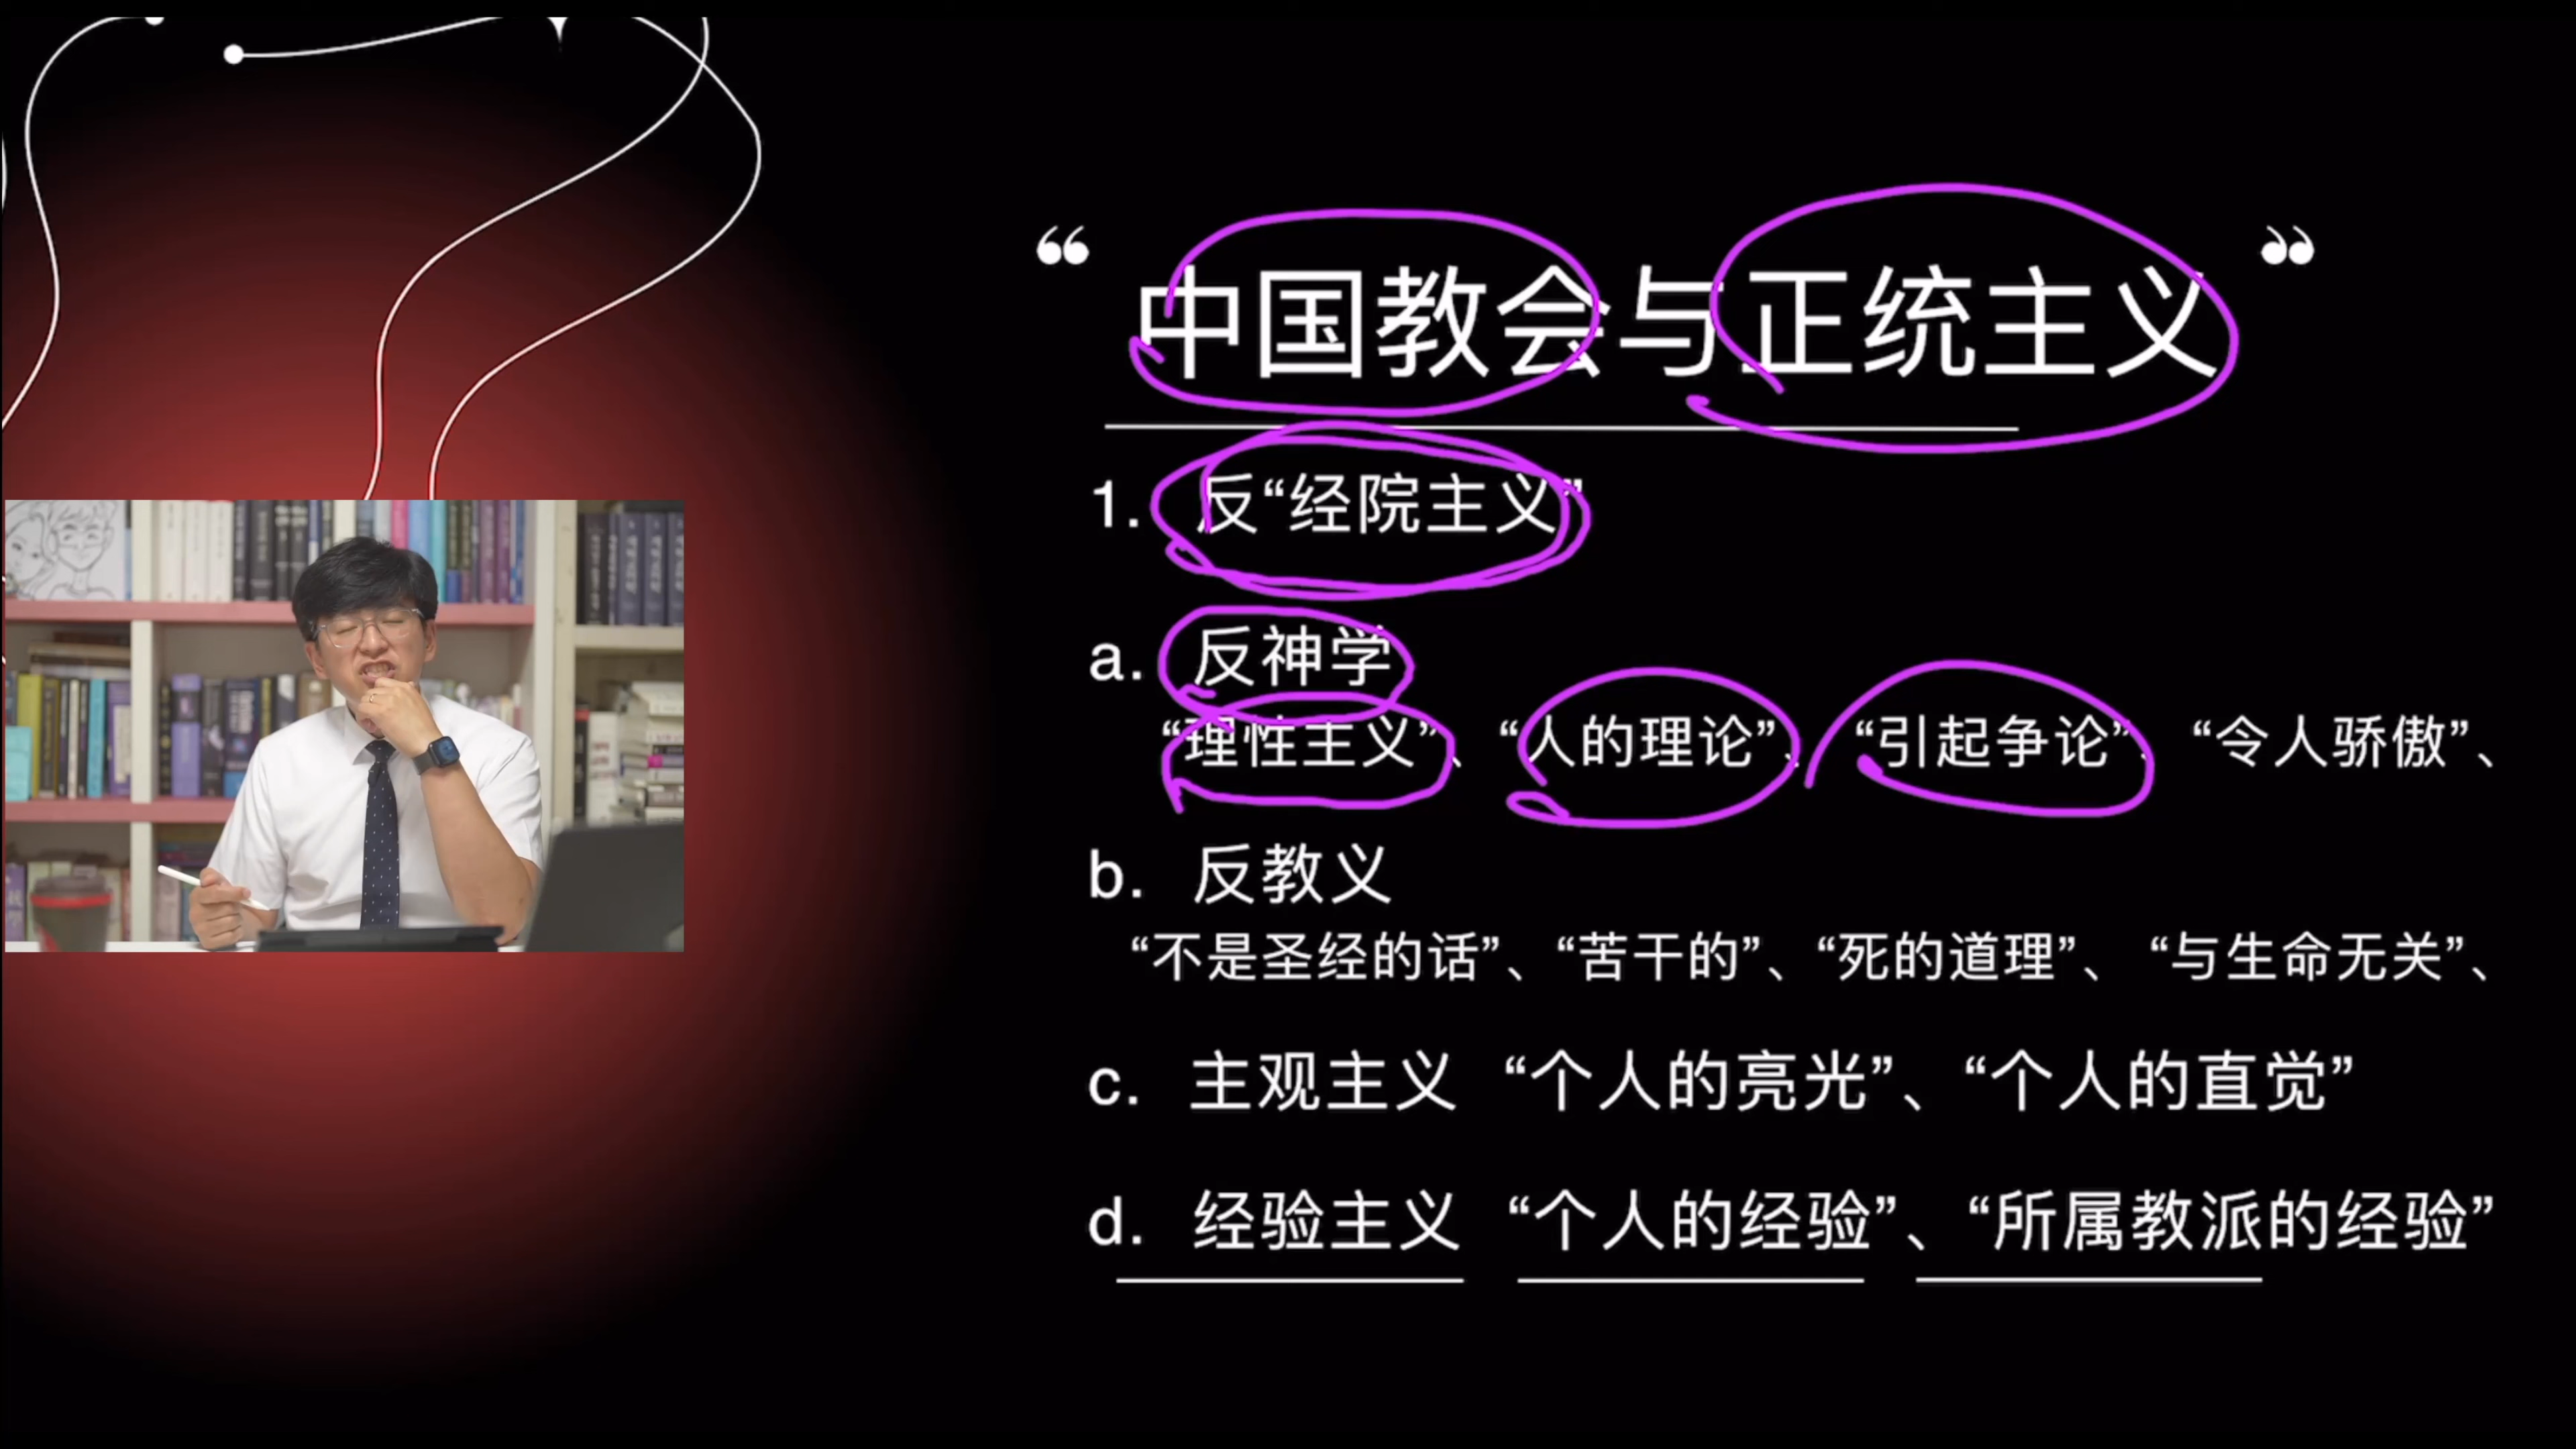 “中国教会与正统主义”
1. 反“经院主义”
a. 反神学
“理性主义”、“人的理论”、“引起争论”、“令人骄傲”、
b. 反教义
“不是圣经的话”、“苦干的”、“死的道理”、“与生命无关”、
c. 主观主义 “个人的亮光”、“个人的直觉”
d. 经验主义 “个人的经验”、“所属教派的经验”